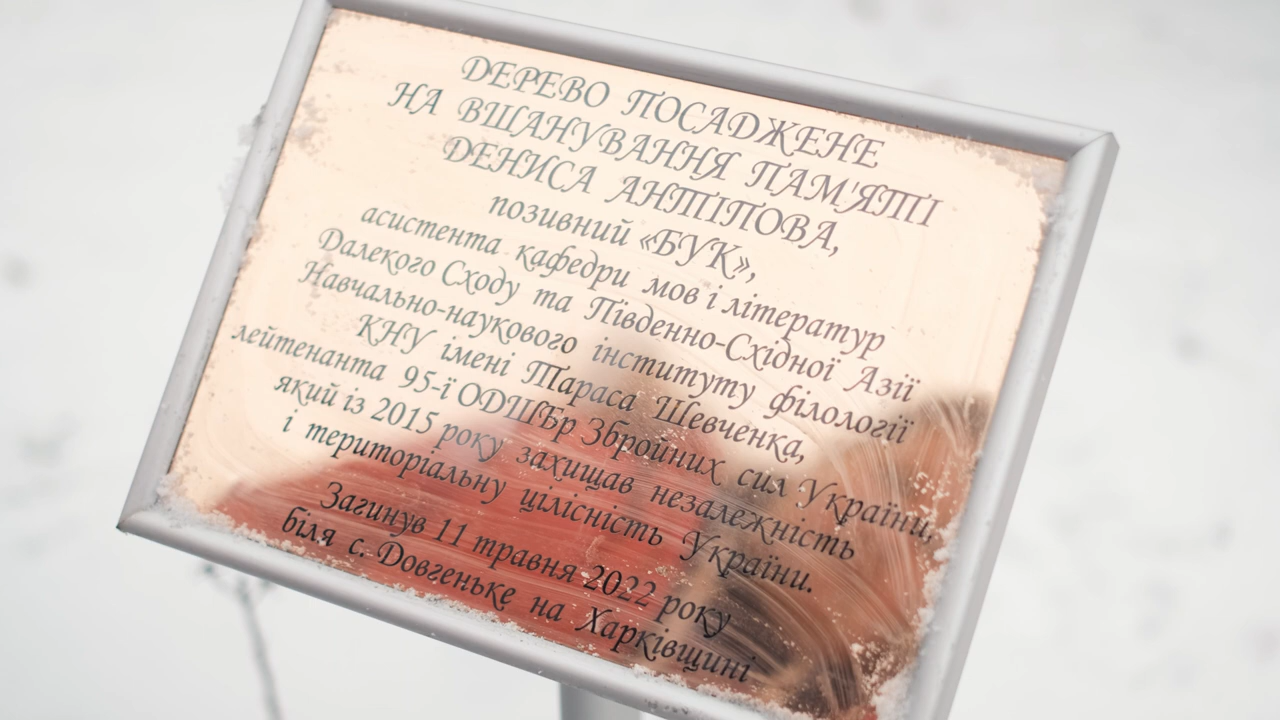 ДЕРЕВО ПОСАДЖЕНЕ
НА ВШАНУВАННЯ ПАМ'ЯТІ
ДЕНИСА АНТІПОВА,
позивний «БУК»,
асистента кафедри мов і літератур
Далекого Сходу та Південно-Східної Азії
Навчально-наукового інституту філології
КНУ імені Тараса Шевченка,
лейтенанта 95-ї ОДШБр Збройних сил України,
який із 2015 року захищав незалежність
і територіальну цілісність України.
Загинув 11 травня 2022 року
біля с. Довгеньке на Харківщині